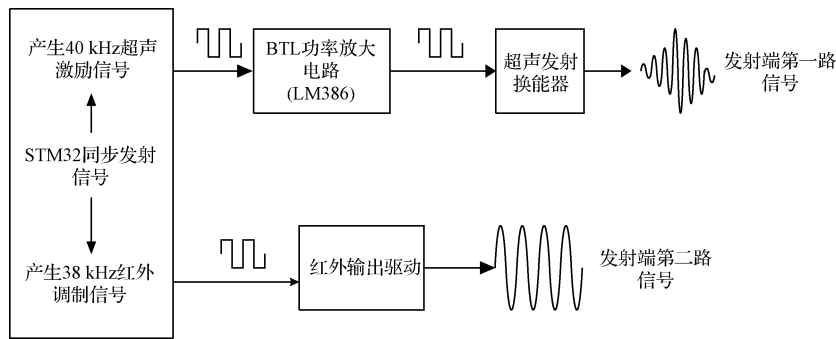 产生40 kHz超声
激励信号
STM32同步发射
信号
产生38 kHz红外
调制信号
BTL功率放大
电路
(LM386)
超声发射
换能器
发射端第一路
信号
红外输出驱动
发射端第二路
信号